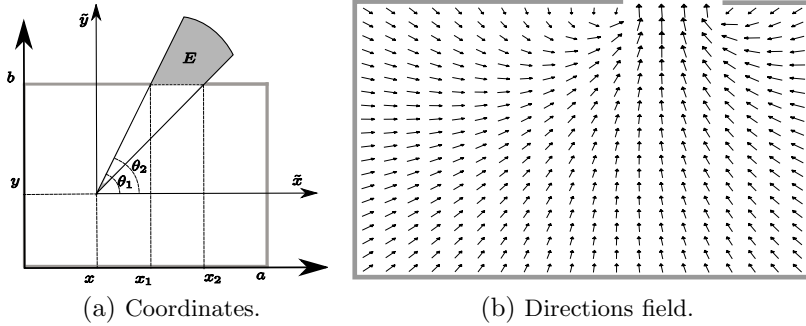 ỹ
E
b
θ₂
θ₁
y
x̃
x x₁ x₂ a
(a) Coordinates.
(b) Directions field.